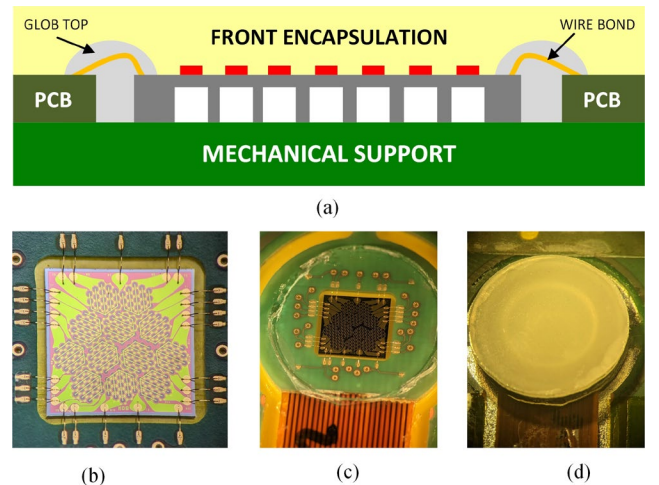 GLOB TOP
FRONT ENCAPSULATION
WIRE BOND
PCB
PCB
MECHANICAL SUPPORT
(a)
(b)
(c)
(d)